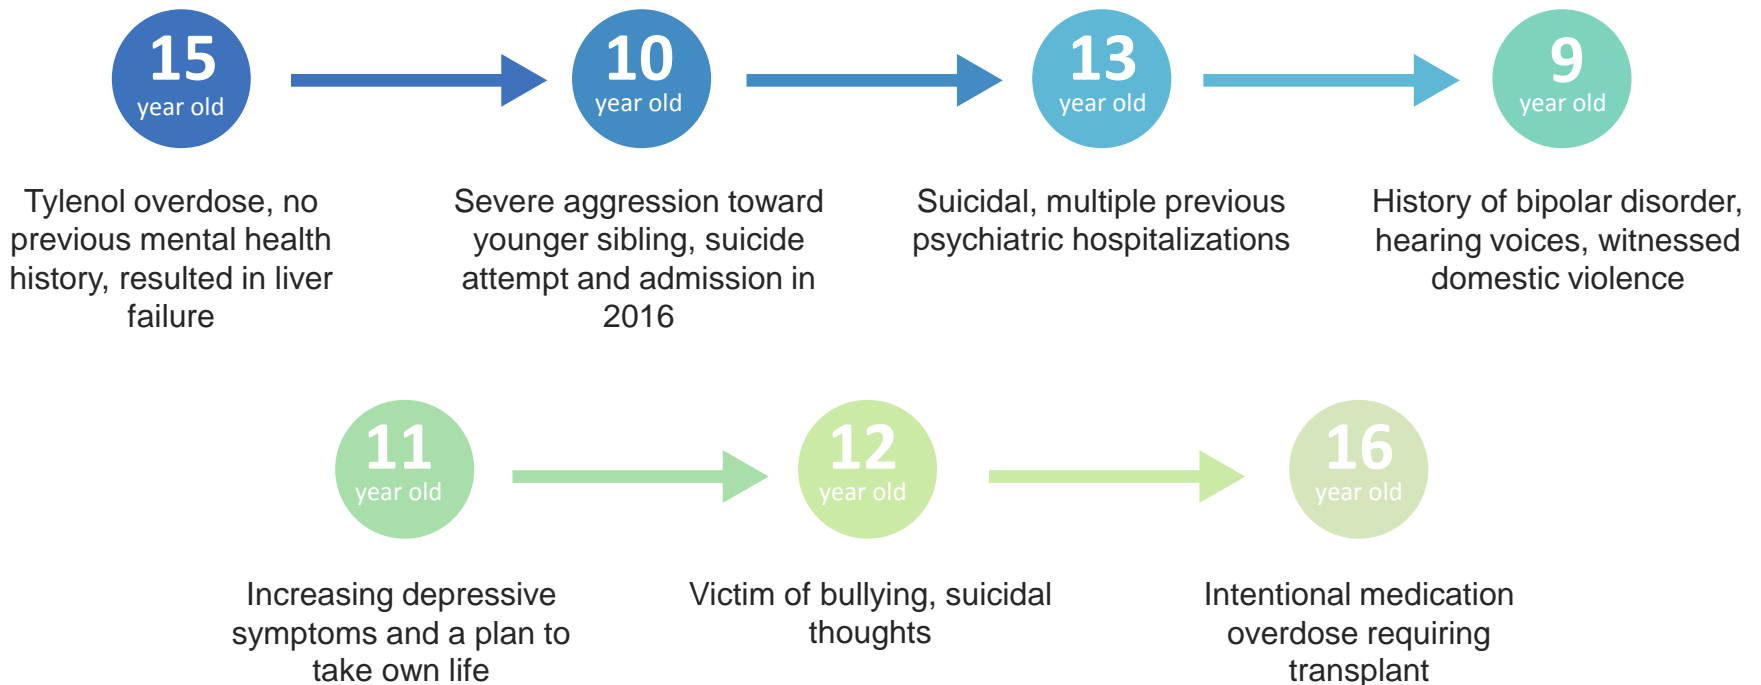 15
year old
10
year old
13
year old
9
year old
Tylenol overdose, no
previous mental health
history, resulted in liver
failure
Severe aggression toward
younger sibling, suicide
attempt and admission in
2016
Suicidal, multiple previous
psychiatric hospitalizations
History of bipolar disorder,
hearing voices, witnessed
domestic violence
11
year old
12
year old
16
year old
Increasing depressive
symptoms and a plan to
take own life
Victim of bullying, suicidal
thoughts
Intentional medication
overdose requiring
transplant